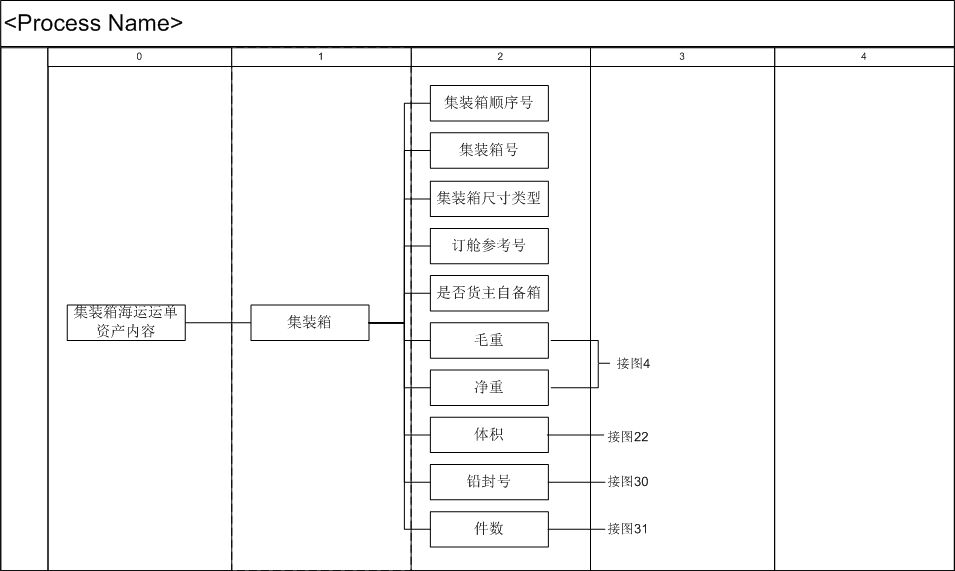 <Process Name>
0
1
2
3
4
集装箱顺序号
集装箱号
集装箱尺寸类型
订舱参考号
是否货主自备箱
集装箱海运运单
资产内容
集装箱
毛重
接图4
净重
体积
接图22
铅封号
接图30
件数
接图31